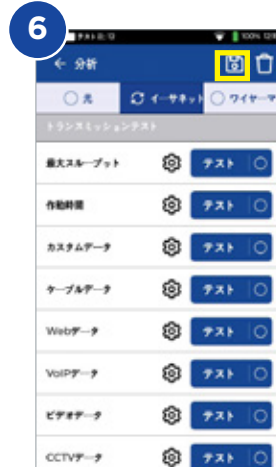 6
100%
← 分析
光
イーサネット
ワイヤーマ
トランスミッションテスト
最大スループット
テスト
作動時間
テスト
カスタムデータ
テスト
ケーブルデータ
テスト
Webデータ
テスト
VoIPデータ
テスト
ビデオデータ
テスト
CCTVデータ
テスト